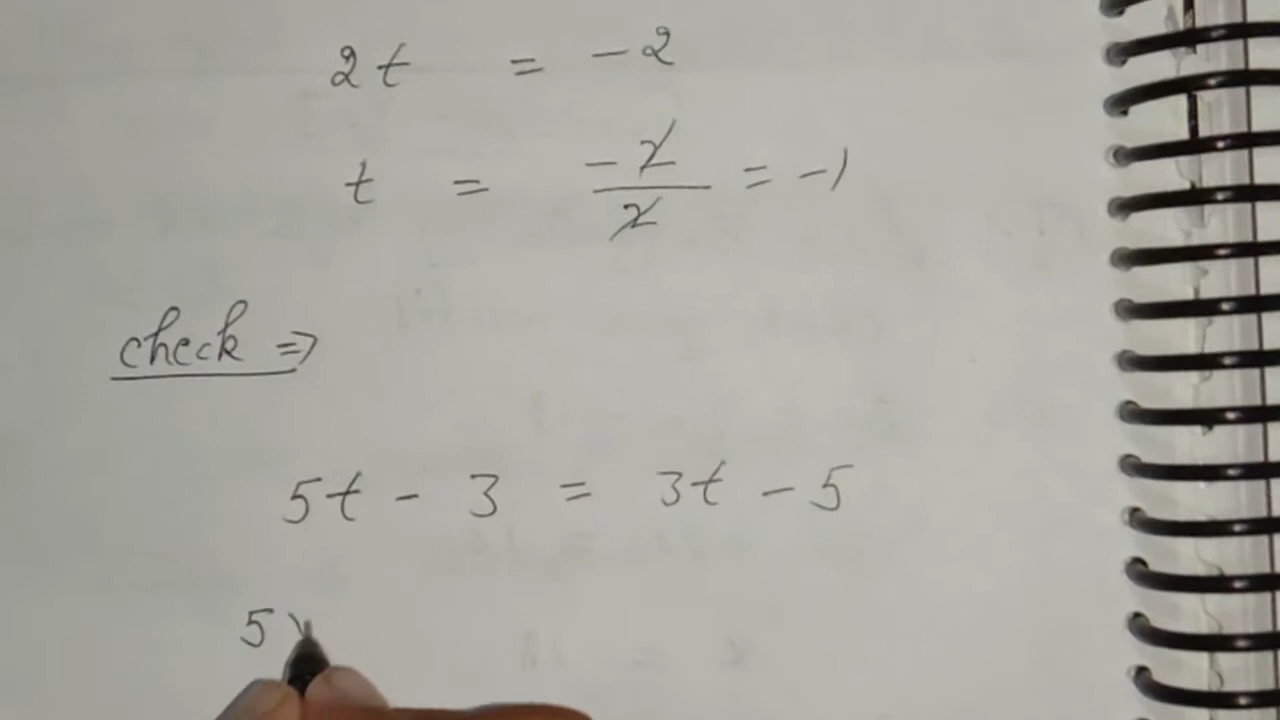 2t = -2
t = -2/2 = -1
check ⇒
5t - 3 = 3t - 5
5